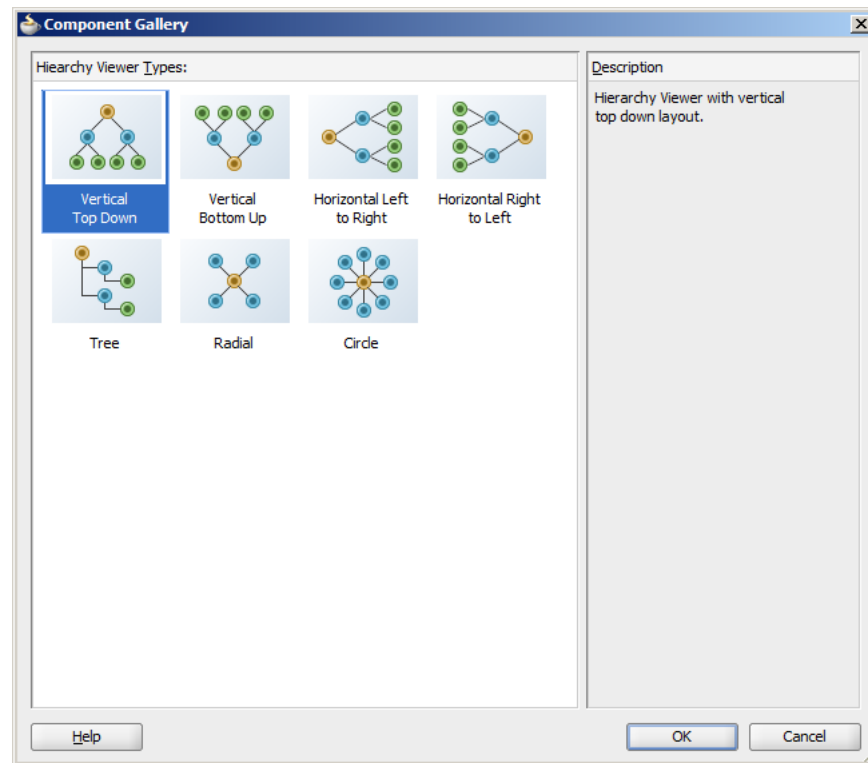 Component Gallery
Hiearchy Viewer Types:
Vertical
Top Down
Vertical
Bottom Up
Horizontal Left
to Right
Horizontal Right
to Left
Tree
Radial
Circle
Description
Hierarchy Viewer with vertical
top down layout.
Help
OK
Cancel